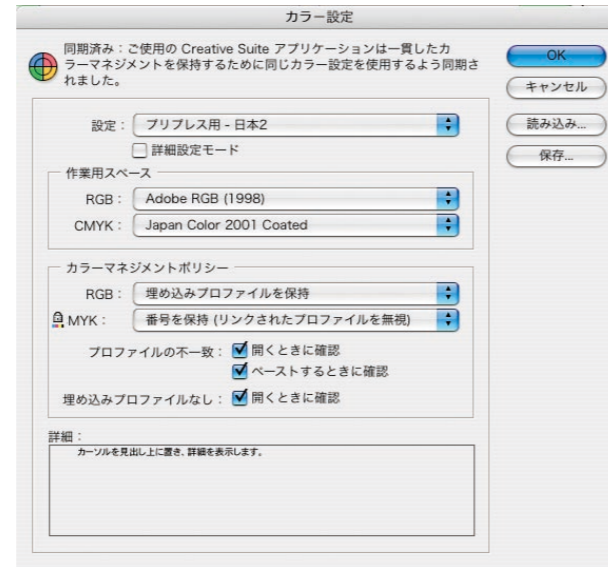 カラー設定
同期済み：ご使用の Creative Suite アプリケーションは一貫したカ
ラーマネジメントを保持するために同じカラー設定を使用するよう同期さ
れました。
OK
キャンセル
読み込み...
保存...
設定： プリプレス用 - 日本2
詳細設定モード
作業用スペース
RGB： Adobe RGB (1998)
CMYK： Japan Color 2001 Coated
カラーマネジメントポリシー
RGB： 埋め込みプロファイルを保持
MYK： 番号を保持 (リンクされたプロファイルを無視)
プロファイルの不一致： 開くときに確認
ペーストするときに確認
埋め込みプロファイルなし： 開くときに確認
詳細：
カーソルを見出し上に置き、詳細を表示します。